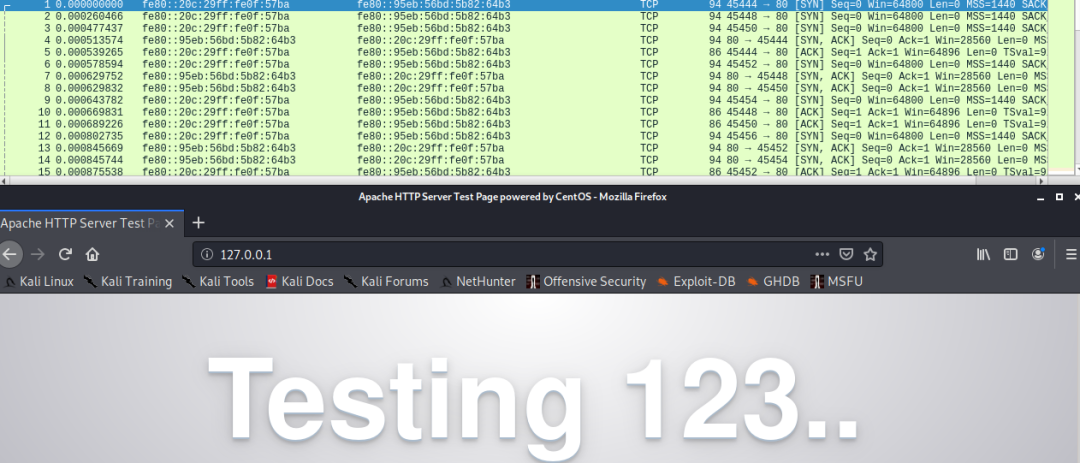 1 0.000000000 fe80::20c:29ff:fe0f:57ba fe80::95eb:56bd:5b82:64b3 TCP 94 45444 → 80 [SYN] Seq=0 Win=64800 Len=0 MSS=1440 SACK
2 0.000260466 fe80::20c:29ff:fe0f:57ba fe80::95eb:56bd:5b82:64b3 TCP 94 45448 → 80 [SYN] Seq=0 Win=64800 Len=0 MSS=1440 SACK
3 0.000477437 fe80::20c:29ff:fe0f:57ba fe80::95eb:56bd:5b82:64b3 TCP 94 45450 → 80 [SYN] Seq=0 Win=64800 Len=0 MSS=1440 SACK
4 0.000513574 fe80::95eb:56bd:5b82:64b3 fe80::20c:29ff:fe0f:57ba TCP 94 80 → 45444 [SYN, ACK] Seq=0 Ack=1 Win=28560 Len=0 MS
5 0.000539265 fe80::20c:29ff:fe0f:57ba fe80::95eb:56bd:5b82:64b3 TCP 86 45444 → 80 [ACK] Seq=1 Ack=1 Win=64896 Len=0 TSval=9
6 0.000578594 fe80::20c:29ff:fe0f:57ba fe80::95eb:56bd:5b82:64b3 TCP 94 45452 → 80 [SYN] Seq=0 Win=64800 Len=0 MSS=1440 SACK
7 0.000629752 fe80::95eb:56bd:5b82:64b3 fe80::20c:29ff:fe0f:57ba TCP 94 80 → 45448 [SYN, ACK] Seq=0 Ack=1 Win=28560 Len=0 MS
8 0.000629832 fe80::95eb:56bd:5b82:64b3 fe80::20c:29ff:fe0f:57ba TCP 94 80 → 45450 [SYN, ACK] Seq=0 Ack=1 Win=28560 Len=0 MS
9 0.000643782 fe80::20c:29ff:fe0f:57ba fe80::95eb:56bd:5b82:64b3 TCP 94 45454 → 80 [SYN] Seq=0 Win=64800 Len=0 MSS=1440 SACK
10 0.000669831 fe80::20c:29ff:fe0f:57ba fe80::95eb:56bd:5b82:64b3 TCP 86 45448 → 80 [ACK] Seq=1 Ack=1 Win=64896 Len=0 TSval=9
11 0.000689226 fe80::20c:29ff:fe0f:57ba fe80::95eb:56bd:5b82:64b3 TCP 86 45450 → 80 [ACK] Seq=1 Ack=1 Win=64896 Len=0 TSval=9
12 0.000802735 fe80::20c:29ff:fe0f:57ba fe80::95eb:56bd:5b82:64b3 TCP 94 45456 → 80 [SYN] Seq=0 Win=64800 Len=0 MSS=1440 SACK
13 0.000845669 fe80::95eb:56bd:5b82:64b3 fe80::20c:29ff:fe0f:57ba TCP 94 80 → 45452 [SYN, ACK] Seq=0 Ack=1 Win=28560 Len=0 MS
14 0.000845744 fe80::95eb:56bd:5b82:64b3 fe80::20c:29ff:fe0f:57ba TCP 94 80 → 45454 [SYN, ACK] Seq=0 Ack=1 Win=28560 Len=0 MS
15 0.000875538 fe80::20c:29ff:fe0f:57ba fe80::95eb:56bd:5b82:64b3 TCP 86 45452 → 80 [ACK] Seq=1 Ack=1 Win=64896 Len=0 TSval=9
Apache HTTP Server Test Page powered by CentOS - Mozilla Firefox
Apache HTTP Server Test Pa
127.0.0.1
Kali Linux Kali Training Kali Tools Kali Docs Kali Forums NetHunter Offensive Security Exploit-DB GHDB MSFU
Testing 123..